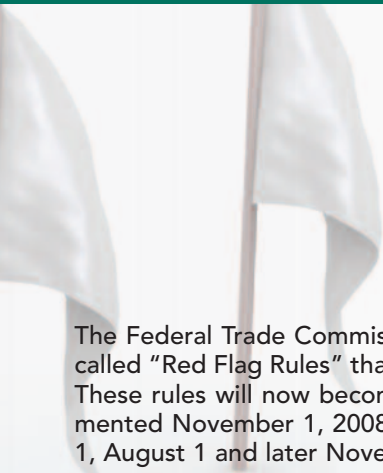 The Federal Trade Commis
called “Red Flag Rules” tha
These rules will now becom
mented November 1, 2008
1, August 1 and later Nove